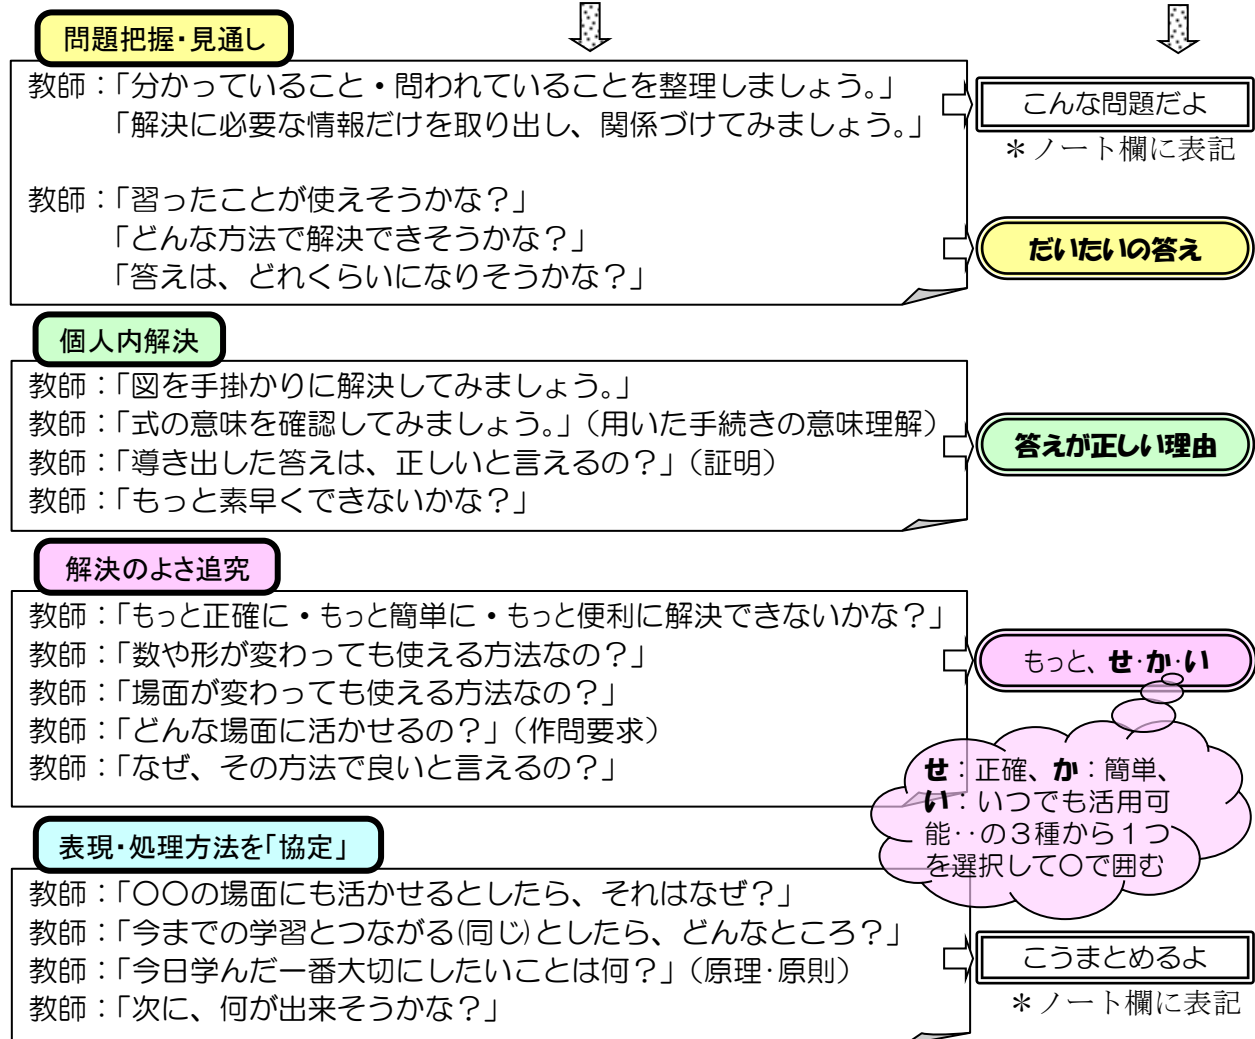 問題把握・見通し
教師：「分かっていること・問われていることを整理しましょう。」
「解決に必要な情報だけを取り出し、関係づけてみましょう。」
こんな問題だよ
＊ノート欄に表記
教師：「習ったことが使えそうかな？」
「どんな方法で解決できそうかな？」
「答えは、どれくらいになりそうかな？」
だいたいの答え
個人内解決
教師：「図を手掛かりに解決してみましょう。」
教師：「式の意味を確認してみましょう。」（用いた手続きの意味理解）
教師：「導き出した答えは、正しいと言えるの？」（証明）
教師：「もっと素早くできないかな？」
答えが正しい理由
解決のよさ追究
教師：「もっと正確に・もっと簡単に・もっと便利に解決できないかな？」
教師：「数や形が変わっても使える方法なの？」
教師：「場面が変わっても使える方法なの？」
教師：「どんな場面に活かせるの？」（作問要求）
教師：「なぜ、その方法で良いと言えるの？」
もっと、せ・か・い
せ：正確、か：簡単、
い：いつでも活用可
能‥の３種から１つ
を選択して〇で囲む
表現・処理方法を「協定」
教師：「〇〇の場面にも活かせるとしたら、それはなぜ？」
教師：「今までの学習とつながる(同じ)としたら、どんなところ？」
教師：「今日学んだ一番大切にしたいことは何？」（原理・原則）
教師：「次に、何が出来そうかな？」
こうまとめるよ
＊ノート欄に表記